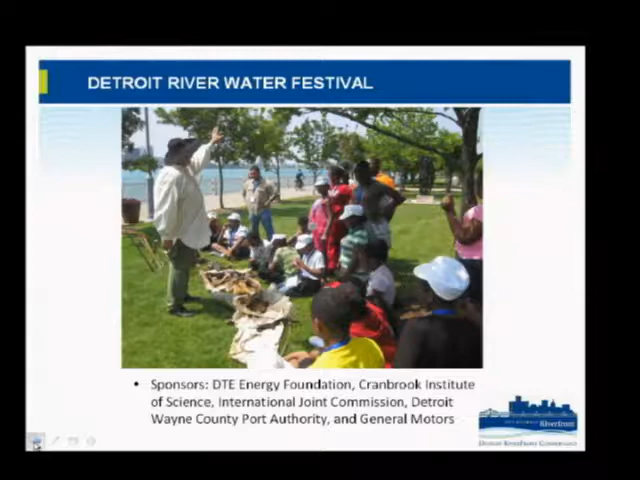 DETROIT RIVER WATER FESTIVAL
• Sponsors: DTE Energy Foundation, Cranbrook Institute
of Science, International Joint Commission, Detroit
Wayne County Port Authority, and General Motors
Riverfront
Detroit RiverFront Conservancy